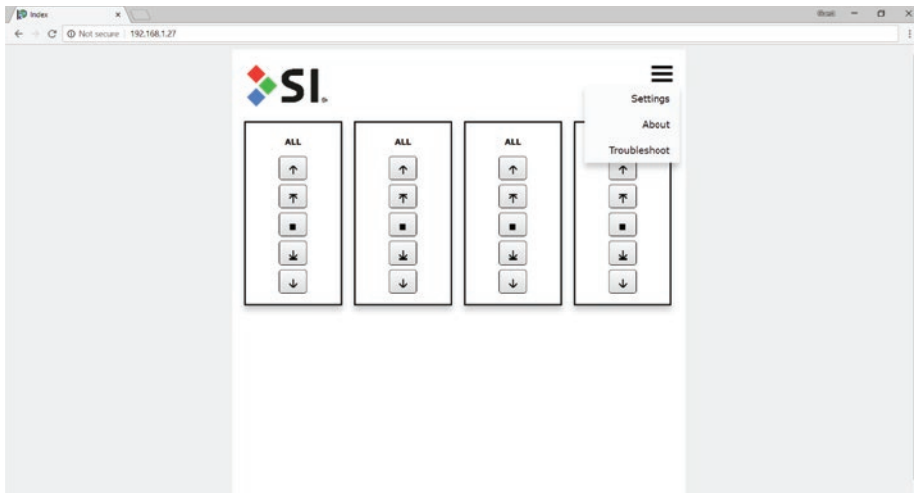 Index
Not secure
192.168.1.27
SI
Settings
About
Troubleshoot
ALL
ALL
ALL